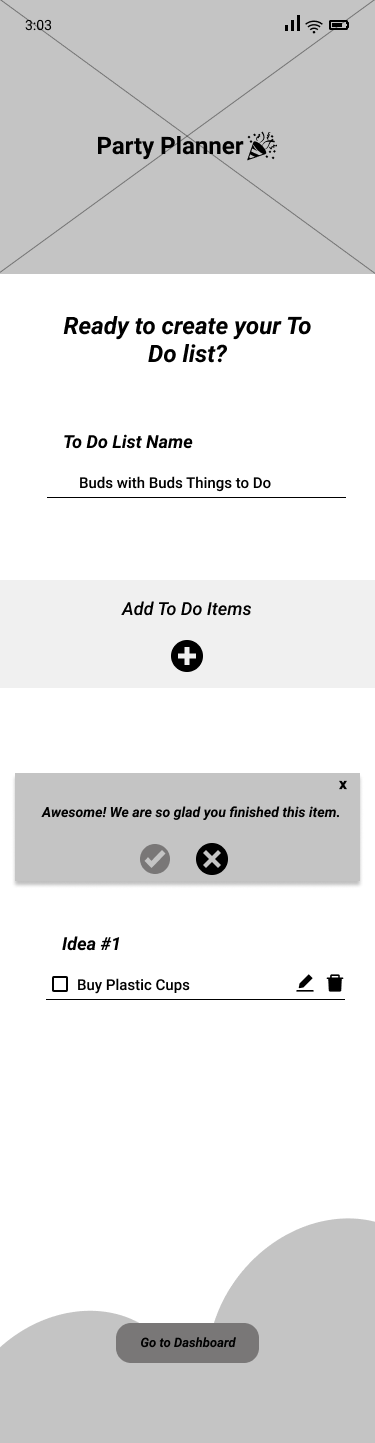 3:03
Party Planner
Ready to create your To
Do list?
To Do List Name
Buds with Buds Things to Do
Add To Do Items
x
Awesome! We are so glad you finished this item.
Idea #1
Buy Plastic Cups
Go to Dashboard